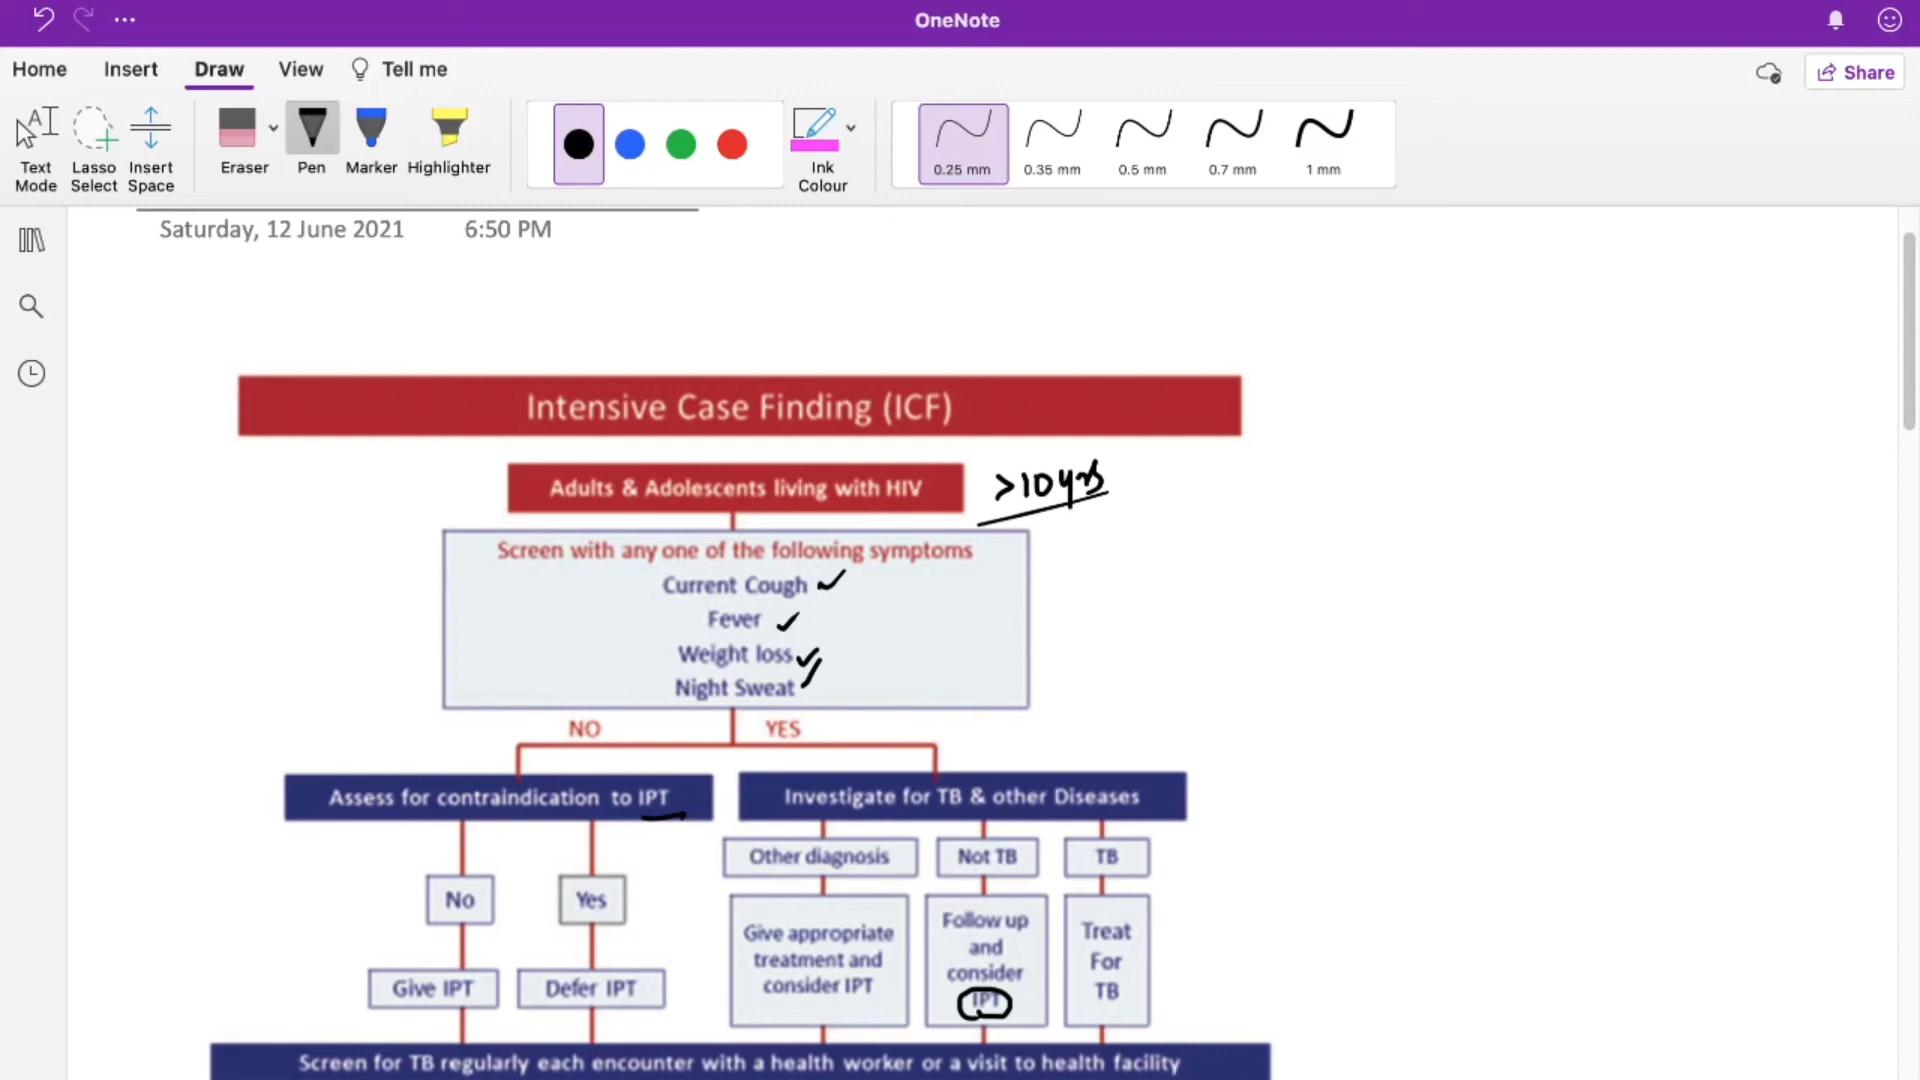 OneNote
Home Insert Draw View Tell me
Share
Text Mode
Lasso Select
Insert Space
Eraser
Pen
Marker
Highlighter
Ink Colour
0.25 mm
0.35 mm
0.5 mm
0.7 mm
1 mm
Saturday, 12 June 2021 6:50 PM
Intensive Case Finding (ICF)
Adults & Adolescents living with HIV
>10 yrs
Screen with any one of the following symptoms
Current Cough
Fever
Weight loss
Night Sweat
NO YES
Assess for contraindication to IPT
Investigate for TB & other Diseases
No
Yes
Give IPT
Defer IPT
Other diagnosis
Not TB
TB
Give appropriate
treatment and
consider IPT
Follow up
and
consider
IPT
Treat
For
TB
Screen for TB regularly each encounter with a health worker or a visit to health facility